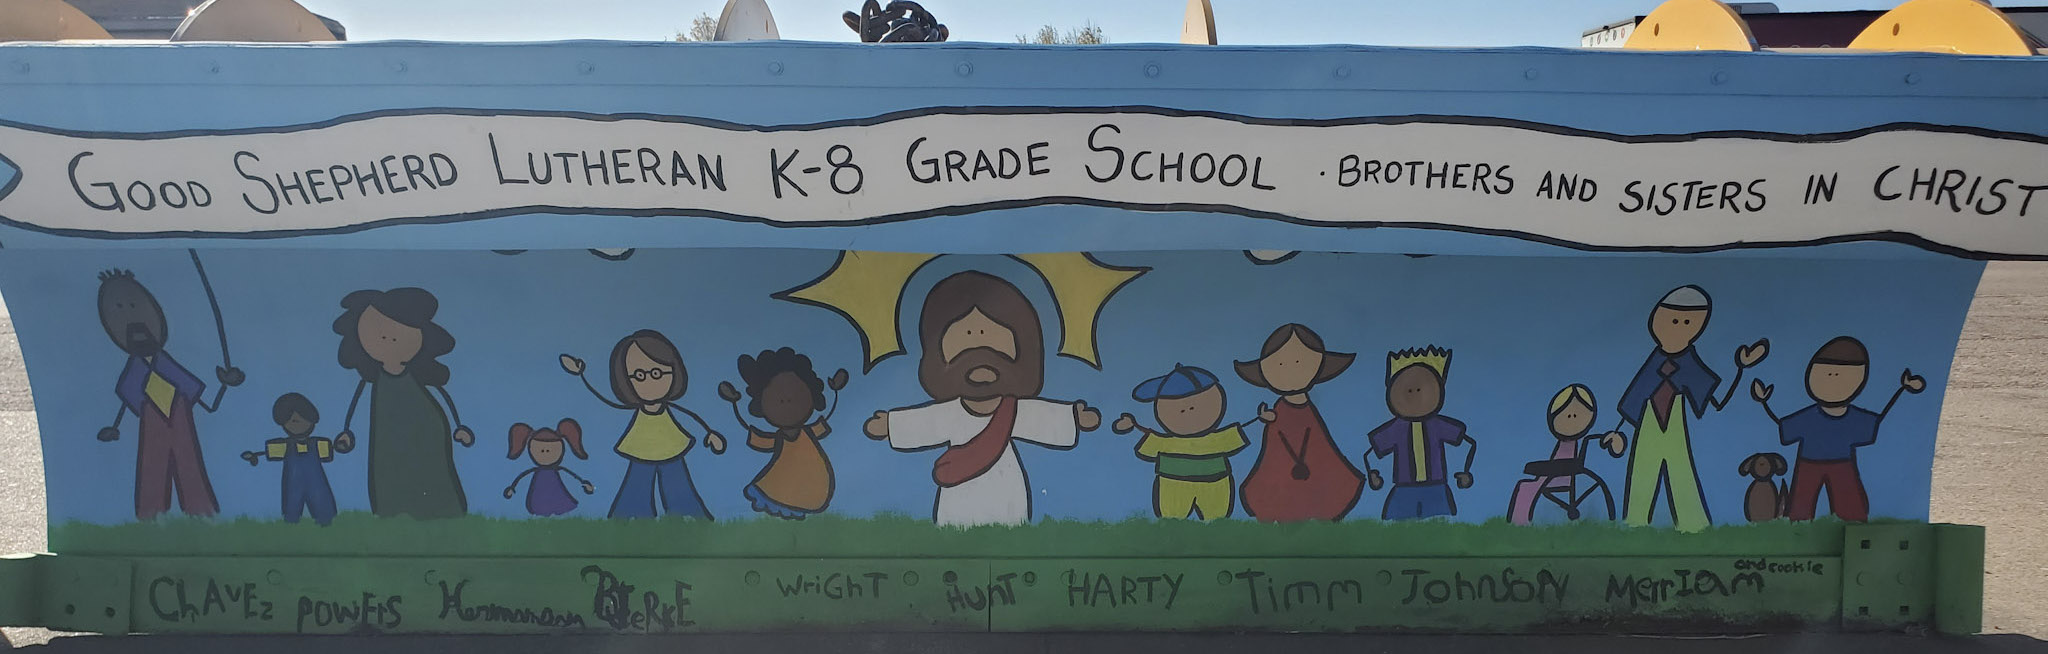 GOOD SHEPHERD LUTHERAN K-8 GRADE SCHOOL · BROTHERS AND SISTERS IN CHRIST
CHAVEZ POWERS Hermanson WRIGHT HUNT HARTY Timm JOHNSON MerrIam and cookie